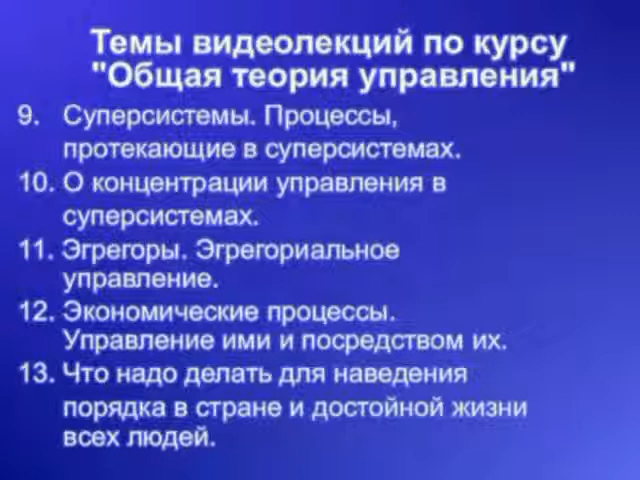 Темы видеолекций по курсу
"Общая теория управления"
9. Суперсистемы. Процессы,
протекающие в суперсистемах.
10. О концентрации управления в
суперсистемах.
11. Эгрегоры. Эгрегориальное
управление.
12. Экономические процессы.
Управление ими и посредством их.
13. Что надо делать для наведения
порядка в стране и достойной жизни
всех людей.